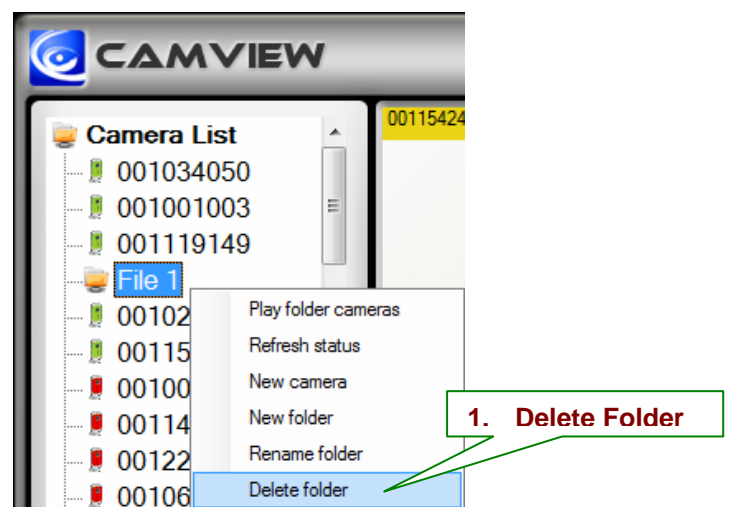 CAMVIEW
00115424
Camera List
001034050
001001003
001119149
File 1
00102
00115
00100
00114
00122
00106
Play folder cameras
Refresh status
New camera
New folder
Rename folder
Delete folder
1. Delete Folder